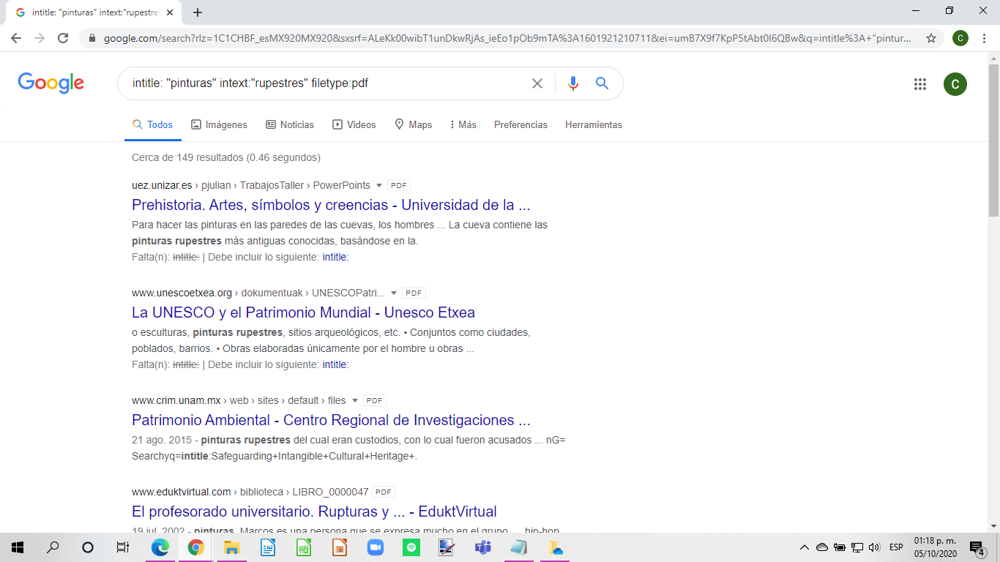 intitle: "pinturas" intext:"rupestre
google.com/search?rlz=1C1CHBF_esMX920MX920&sxsrf=ALeKk00wibT1unDkwRjAs_ieEo1pOb9mTA%3A1601921210711&ei=umB7X9f7KpP5tAbt0I6QBw&q=intitle%3A+"pintur...
C
Google
intitle: "pinturas" intext:"rupestres" filetype:pdf
C
Todos Imágenes Noticias Videos Maps Más Preferencias Herramientas
Cerca de 149 resultados (0.46 segundos)
uez.unizar.es › pjulian › TrabajosTaller › PowerPoints PDF
Prehistoria. Artes, símbolos y creencias - Universidad de la ...
Para hacer las pinturas en las paredes de las cuevas, los hombres ... La cueva contiene las
pinturas rupestres más antiguas conocidas, basándose en la.
Falta(n): intitle: | Debe incluir lo siguiente: intitle:
www.unescoetxea.org › dokumentuak › UNESCOPatri... PDF
La UNESCO y el Patrimonio Mundial - Unesco Etxea
o esculturas, pinturas rupestres, sitios arqueológicos, etc. • Conjuntos como ciudades,
poblados, barrios. • Obras elaboradas únicamente por el hombre u obras ...
Falta(n): intitle: | Debe incluir lo siguiente: intitle:
www.crim.unam.mx › web › sites › default › files PDF
Patrimonio Ambiental - Centro Regional de Investigaciones ...
21 ago. 2015 - pinturas rupestres del cual eran custodios, con lo cual fueron acusados ... nG=
Searchyq=intitle:Safeguarding+Intangible+Cultural+Heritage+.
www.eduktvirtual.com › biblioteca › LIBRO_0000047 PDF
El profesorado universitario. Rupturas y ... - EduktVirtual
19 jul. 2002 - pinturas. Marcos es una persona que se expresa mucho en el grupo ... hip-hop
ESP
01:18 p. m.
05/10/2020
4